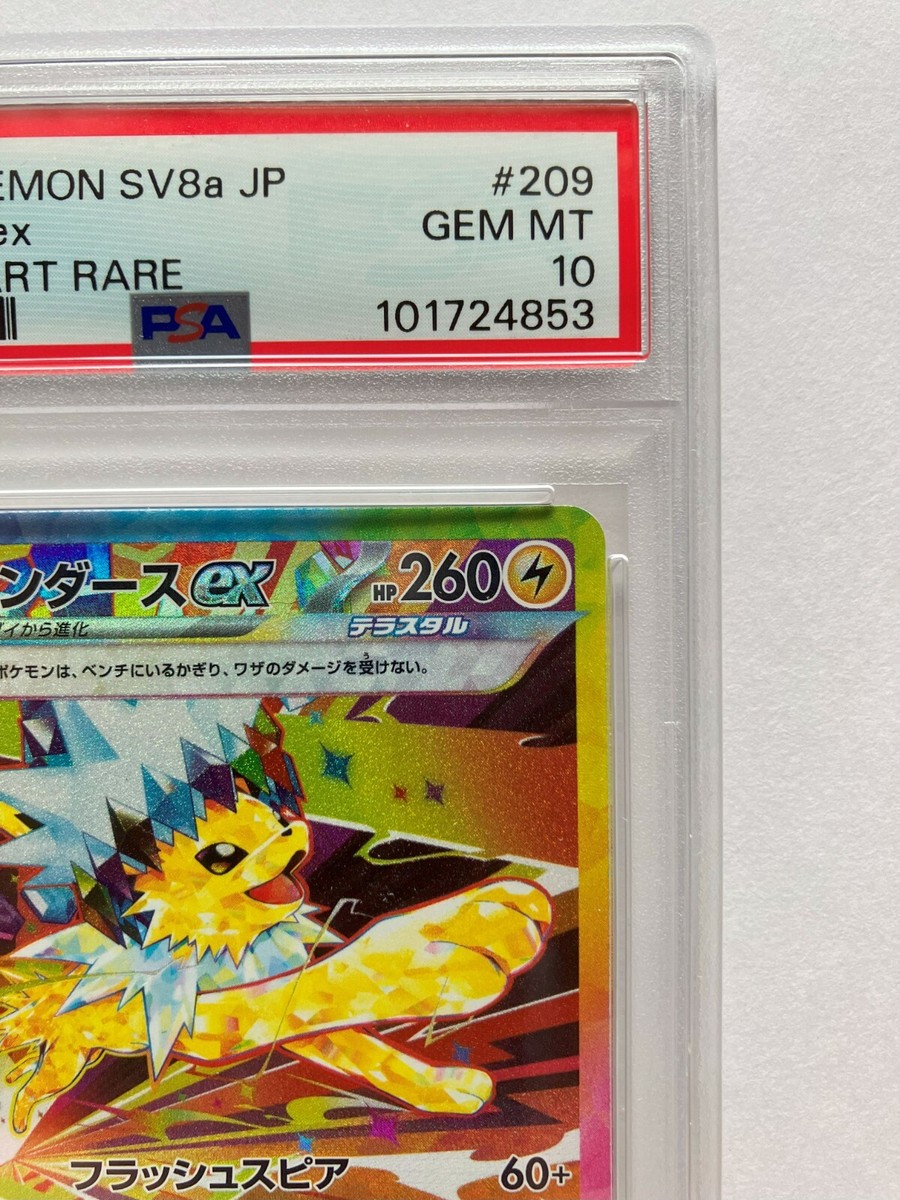 EMON SV8a JP #209
ex GEM MT
ART RARE 10
PSA 101724853
ンダースex HP260
イから進化 テラスタル
ポケモンは、ベンチにいるかぎり、ワザのダメージを受けない。
フラッシュスピア 60+